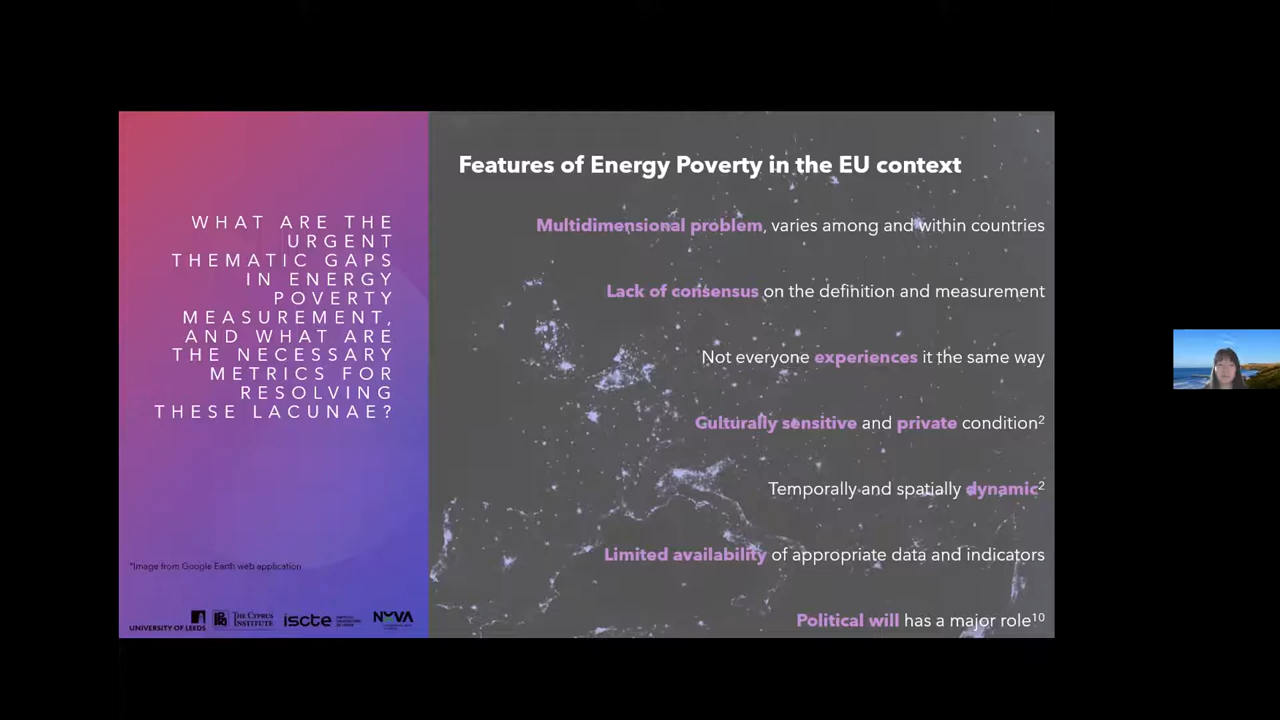 WHAT ARE THE
URGENT
THEMATIC GAPS
IN ENERGY
POVERTY
MEASUREMENT,
AND WHAT ARE
THE NECESSARY
METRICS FOR
RESOLVING
THESE LACUNAE?
*Image from Google Earth web application
UNIVERSITY OF LEEDS
THE CYPRUS
INSTITUTE
iscte
NOVA
Features of Energy Poverty in the EU context
Multidimensional problem, varies among and within countries
Lack of consensus on the definition and measurement
Not everyone experiences it the same way
Culturally sensitive and private condition²
Temporally and spatially dynamic²
Limited availability of appropriate data and indicators
Political will has a major role¹⁰